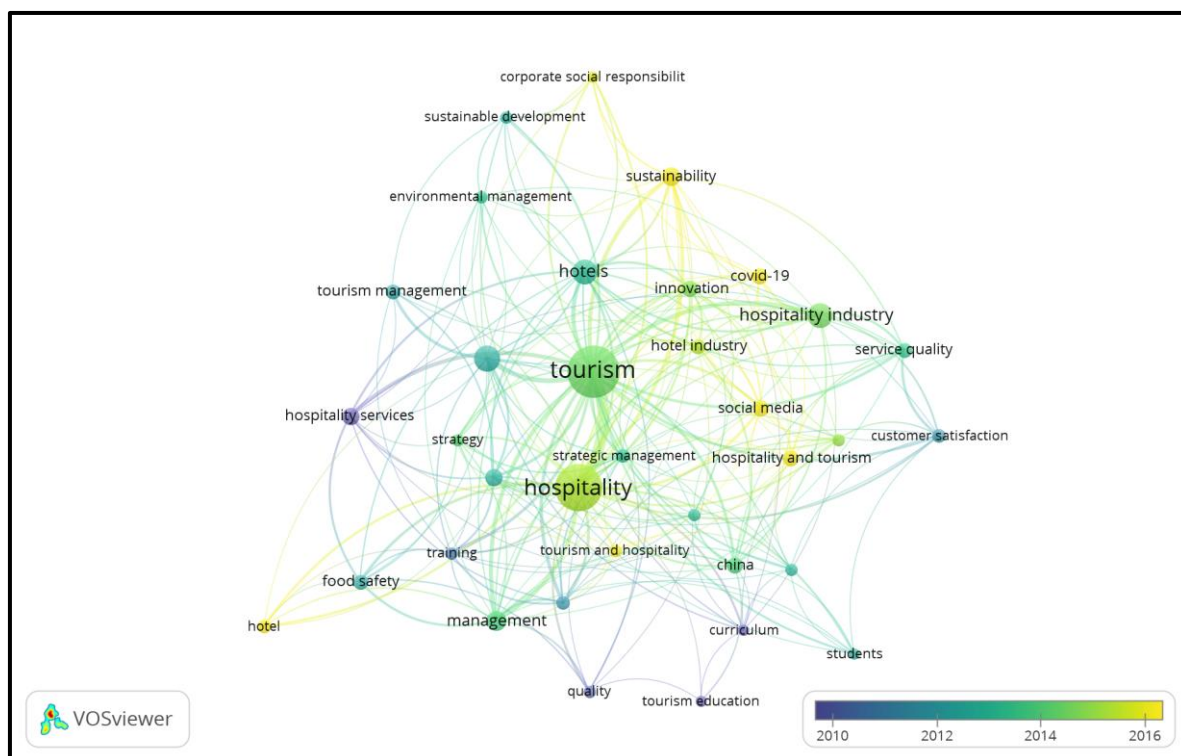 corporate social responsibilit
sustainable development
sustainability
environmental management
hotels
covid-19
tourism management
innovation
hospitality industry
hotel industry
service quality
tourism
social media
hospitality services
customer satisfaction
strategy
strategic management
hospitality and tourism
hospitality
training
tourism and hospitality
china
food safety
management
hotel
curriculum
students
quality
tourism education
VOSviewer
2010 2012 2014 2016